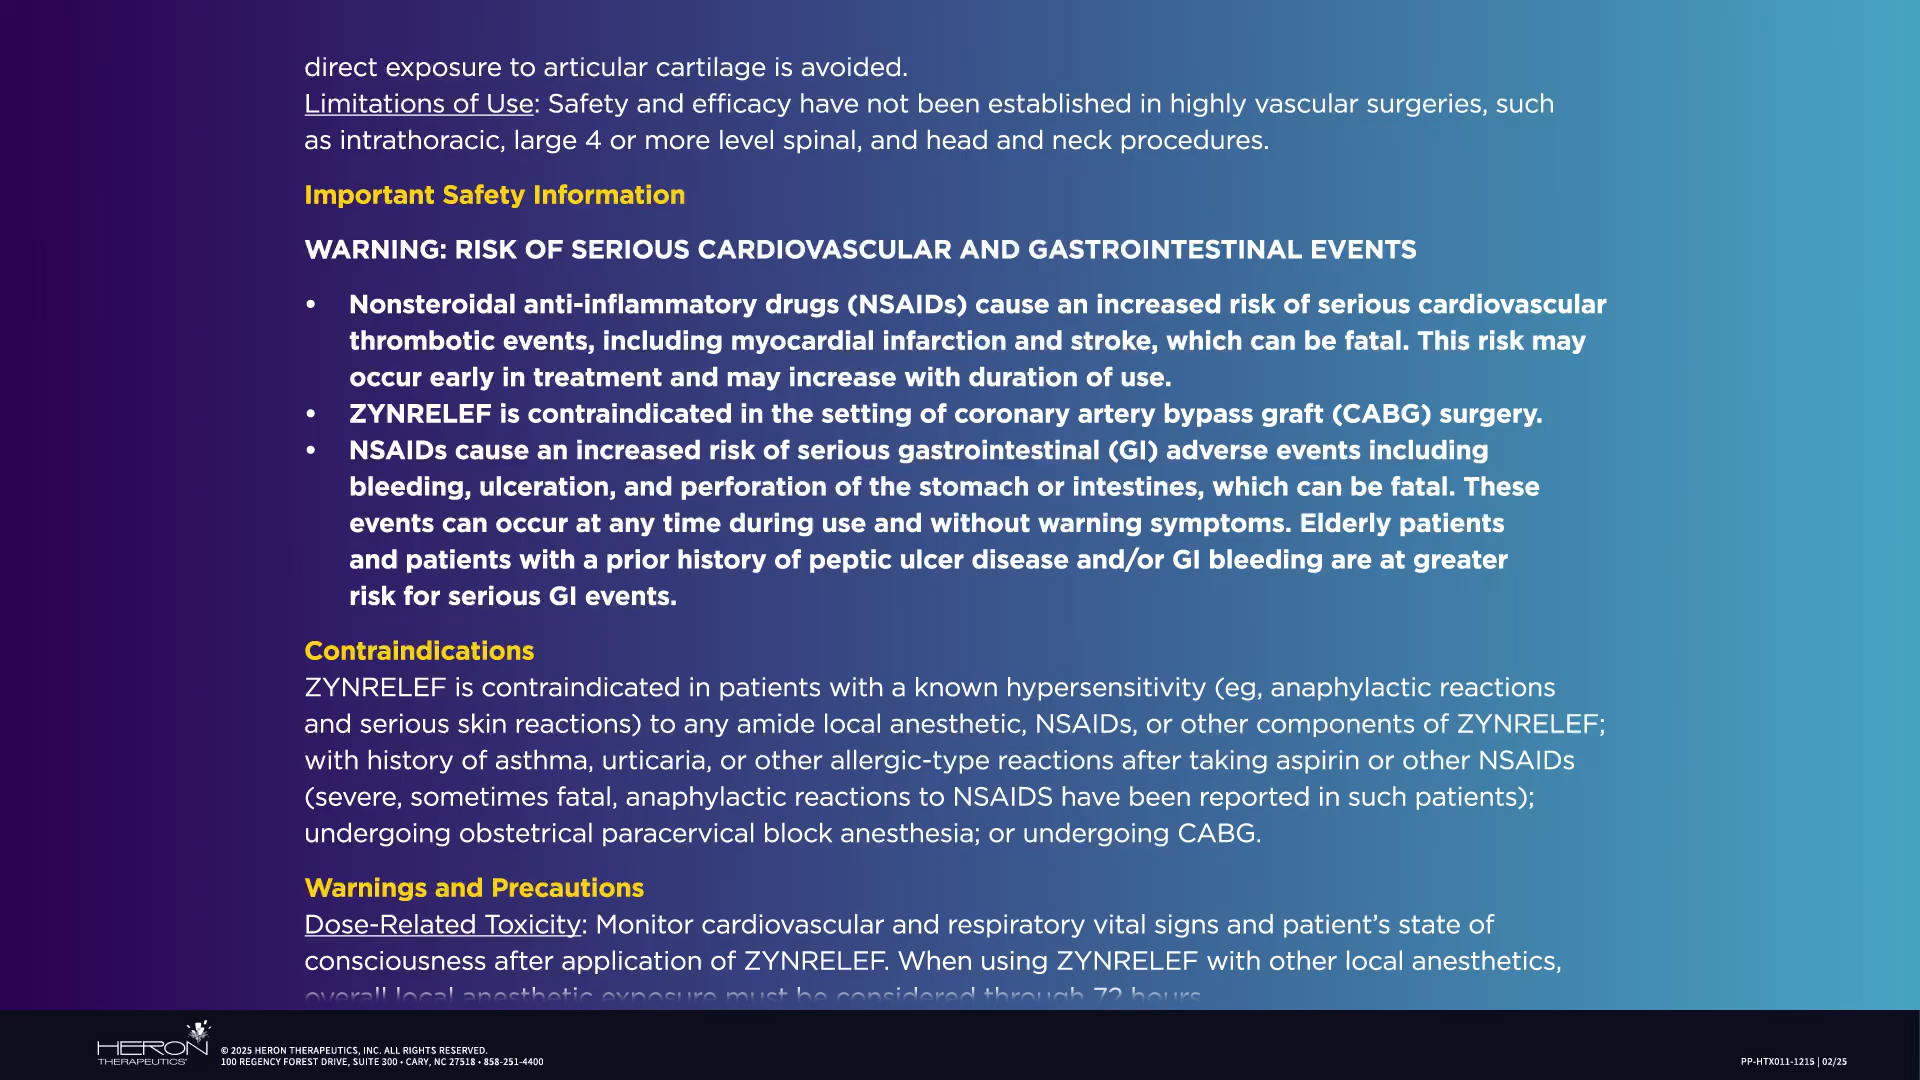 direct exposure to articular cartilage is avoided.
Limitations of Use: Safety and efficacy have not been established in highly vascular surgeries, such
as intrathoracic, large 4 or more level spinal, and head and neck procedures.
Important Safety Information
WARNING: RISK OF SERIOUS CARDIOVASCULAR AND GASTROINTESTINAL EVENTS
• Nonsteroidal anti-inflammatory drugs (NSAIDs) cause an increased risk of serious cardiovascular
thrombotic events, including myocardial infarction and stroke, which can be fatal. This risk may
occur early in treatment and may increase with duration of use.
• ZYNRELEF is contraindicated in the setting of coronary artery bypass graft (CABG) surgery.
• NSAIDs cause an increased risk of serious gastrointestinal (GI) adverse events including
bleeding, ulceration, and perforation of the stomach or intestines, which can be fatal. These
events can occur at any time during use and without warning symptoms. Elderly patients
and patients with a prior history of peptic ulcer disease and/or GI bleeding are at greater
risk for serious GI events.
Contraindications
ZYNRELEF is contraindicated in patients with a known hypersensitivity (eg, anaphylactic reactions
and serious skin reactions) to any amide local anesthetic, NSAIDs, or other components of ZYNRELEF;
with history of asthma, urticaria, or other allergic-type reactions after taking aspirin or other NSAIDs
(severe, sometimes fatal, anaphylactic reactions to NSAIDS have been reported in such patients);
undergoing obstetrical paracervical block anesthesia; or undergoing CABG.
Warnings and Precautions
Dose-Related Toxicity: Monitor cardiovascular and respiratory vital signs and patient's state of
consciousness after application of ZYNRELEF. When using ZYNRELEF with other local anesthetics,
overall local anesthetic exposure must be considered through 72 hours
HERON
THERAPEUTICS
© 2025 HERON THERAPEUTICS, INC. ALL RIGHTS RESERVED.
100 REGENCY FOREST DRIVE, SUITE 300 • CARY, NC 27518 • 858-251-4400
PP-HTX011-1215 | 02/25